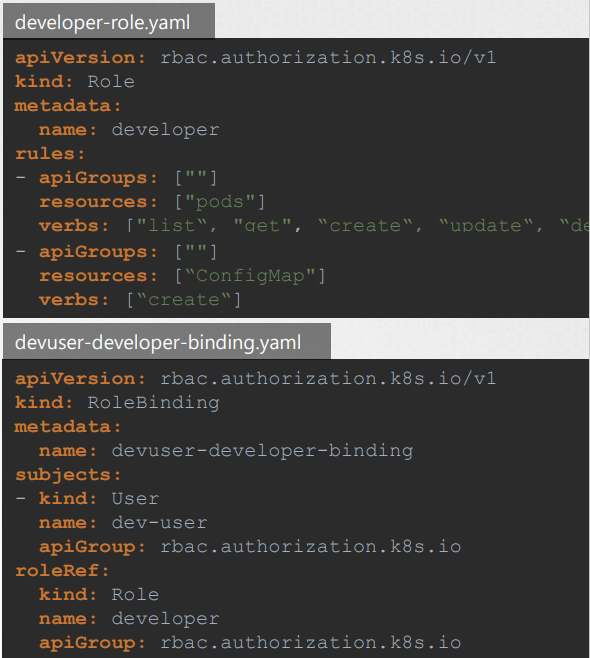 developer-role.yaml
apiVersion: rbac.authorization.k8s.io/v1
kind: Role
metadata:
  name: developer
rules:
- apiGroups: [""]
  resources: ["pods"]
  verbs: ["list“, "get", “create“, “update“, “de
- apiGroups: [""]
  resources: [“ConfigMap"]
  verbs: [“create“]
devuser-developer-binding.yaml
apiVersion: rbac.authorization.k8s.io/v1
kind: RoleBinding
metadata:
  name: devuser-developer-binding
subjects:
- kind: User
  name: dev-user
  apiGroup: rbac.authorization.k8s.io
roleRef:
  kind: Role
  name: developer
  apiGroup: rbac.authorization.k8s.io